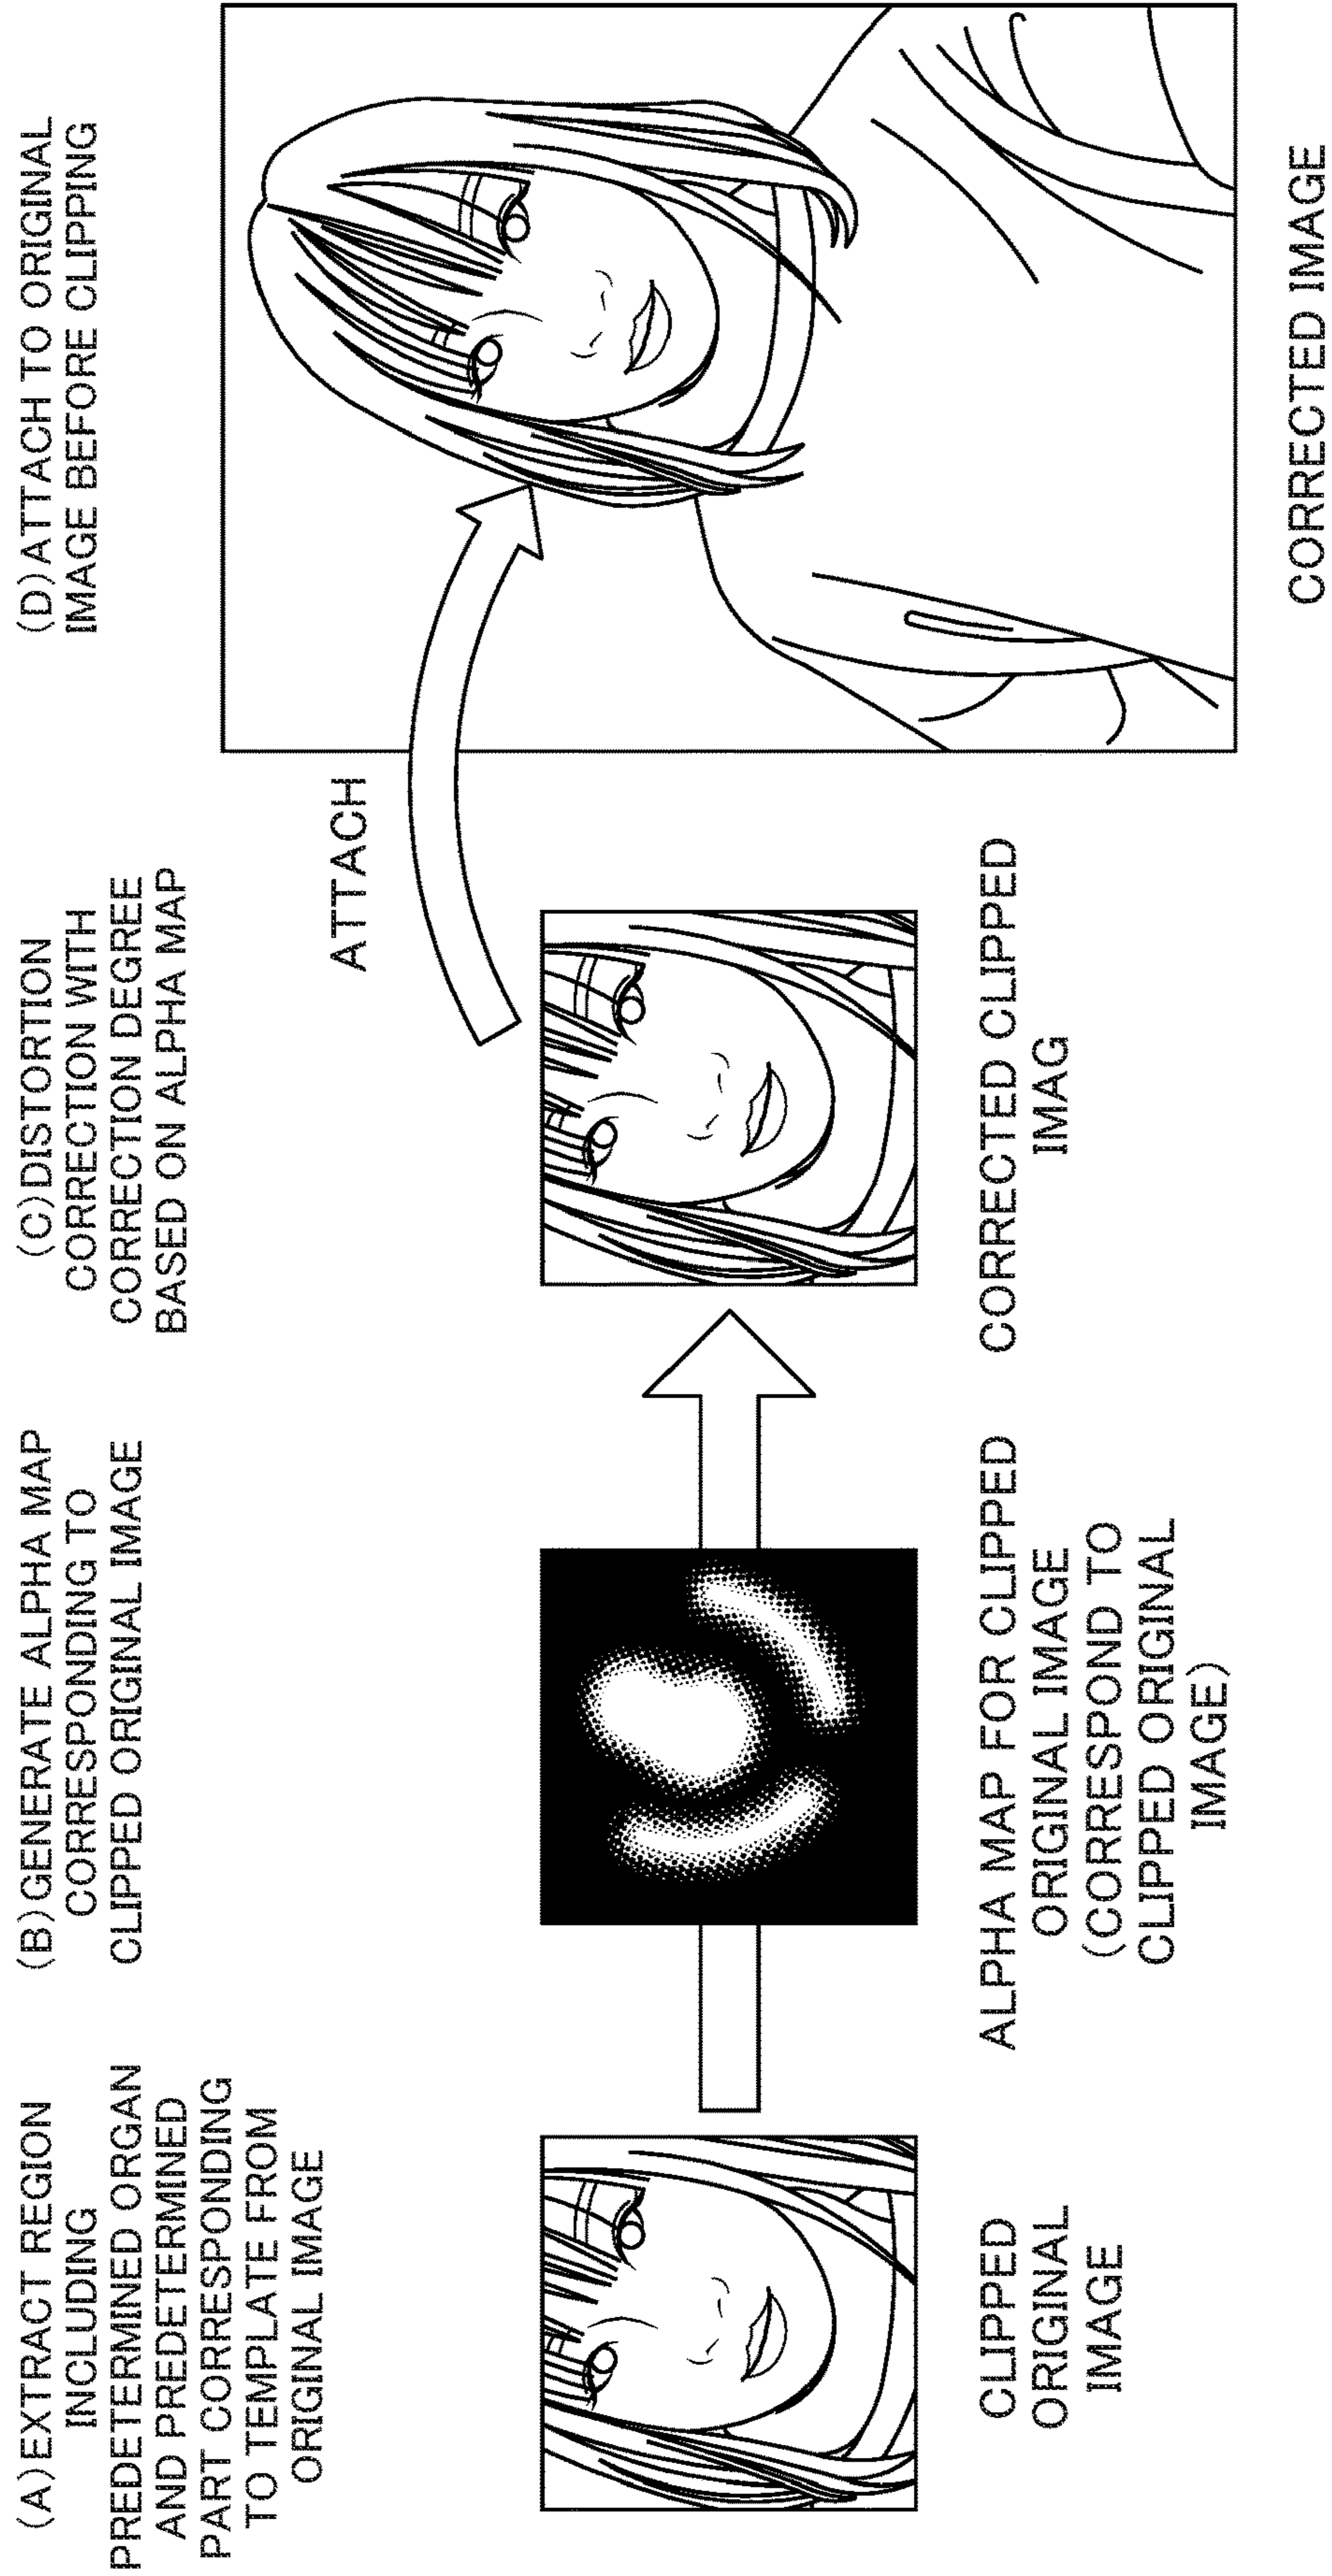 (A)EXTRACT REGION
INCLUDING
PREDETERMINED ORGAN
AND PREDETERMINED
PART CORRESPONDING
TO TEMPLATE FROM
ORIGINAL IMAGE
(B)GENERATE ALPHA MAP
CORRESPONDING TO
CLIPPED ORIGINAL IMAGE
(C)DISTORTION
CORRECTION WITH
CORRECTION DEGREE
BASED ON ALPHA MAP
(D)ATTACH TO ORIGINAL
IMAGE BEFORE CLIPPING
ATTACH
CLIPPED
ORIGINAL
IMAGE
ALPHA MAP FOR CLIPPED
ORIGINAL IMAGE
(CORRESPOND TO
CLIPPED ORIGINAL
IMAGE)
CORRECTED CLIPPED
IMAG
CORRECTED IMAGE